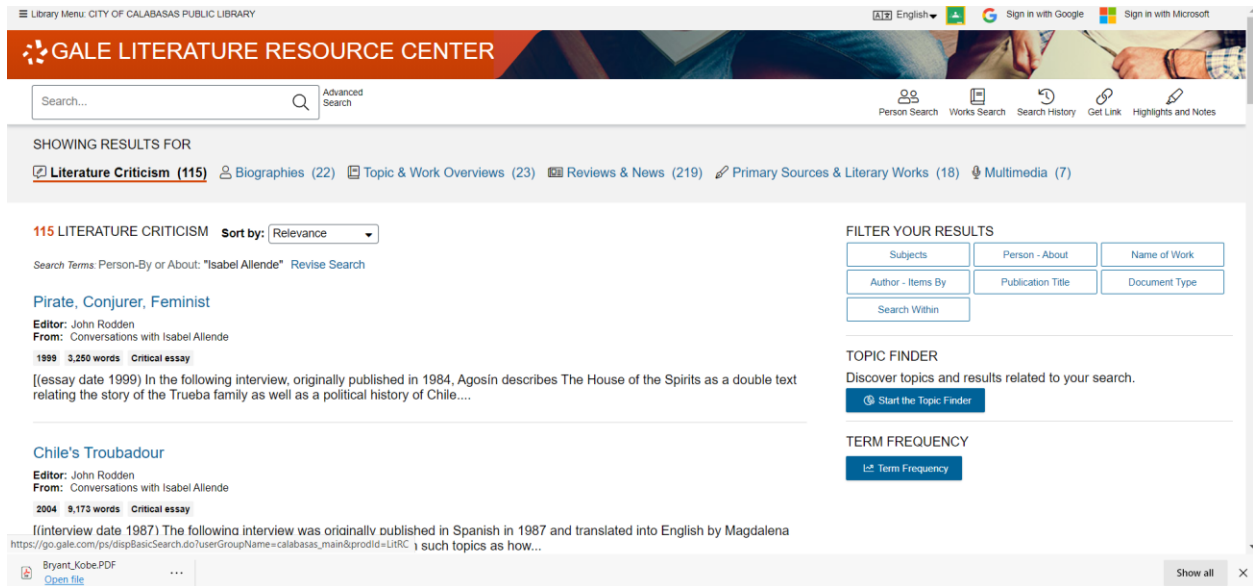 Library Menu: CITY OF CALABASAS PUBLIC LIBRARY
English
Sign in with Google
Sign in with Microsoft
GALE LITERATURE RESOURCE CENTER
Search...
Advanced
Search
Person Search Works Search Search History Get Link Highlights and Notes
SHOWING RESULTS FOR
Literature Criticism (115) Biographies (22) Topic & Work Overviews (23) Reviews & News (219) Primary Sources & Literary Works (18) Multimedia (7)
115 LITERATURE CRITICISM Sort by: Relevance
Search Terms: Person-By or About: "Isabel Allende" Revise Search
Pirate, Conjurer, Feminist
Editor: John Rodden
From: Conversations with Isabel Allende
1999 3,250 words Critical essay
[(essay date 1999) In the following interview, originally published in 1984, Agosín describes The House of the Spirits as a double text
relating the story of the Trueba family as well as a political history of Chile....
Chile's Troubadour
Editor: John Rodden
From: Conversations with Isabel Allende
2004 9,173 words Critical essay
[(interview date 1987) The following interview was originally published in Spanish in 1987 and translated into English by Magdalena
such topics as how...
FILTER YOUR RESULTS
Subjects Person - About Name of Work
Author - Items By Publication Title Document Type
Search Within
TOPIC FINDER
Discover topics and results related to your search.
Start the Topic Finder
TERM FREQUENCY
Term Frequency
https://go.gale.com/ps/dispBasicSearch.do?userGroupName=calabasas_main&prodId=LitRC
Bryant_Kobe.PDF
Open file
...
Show all